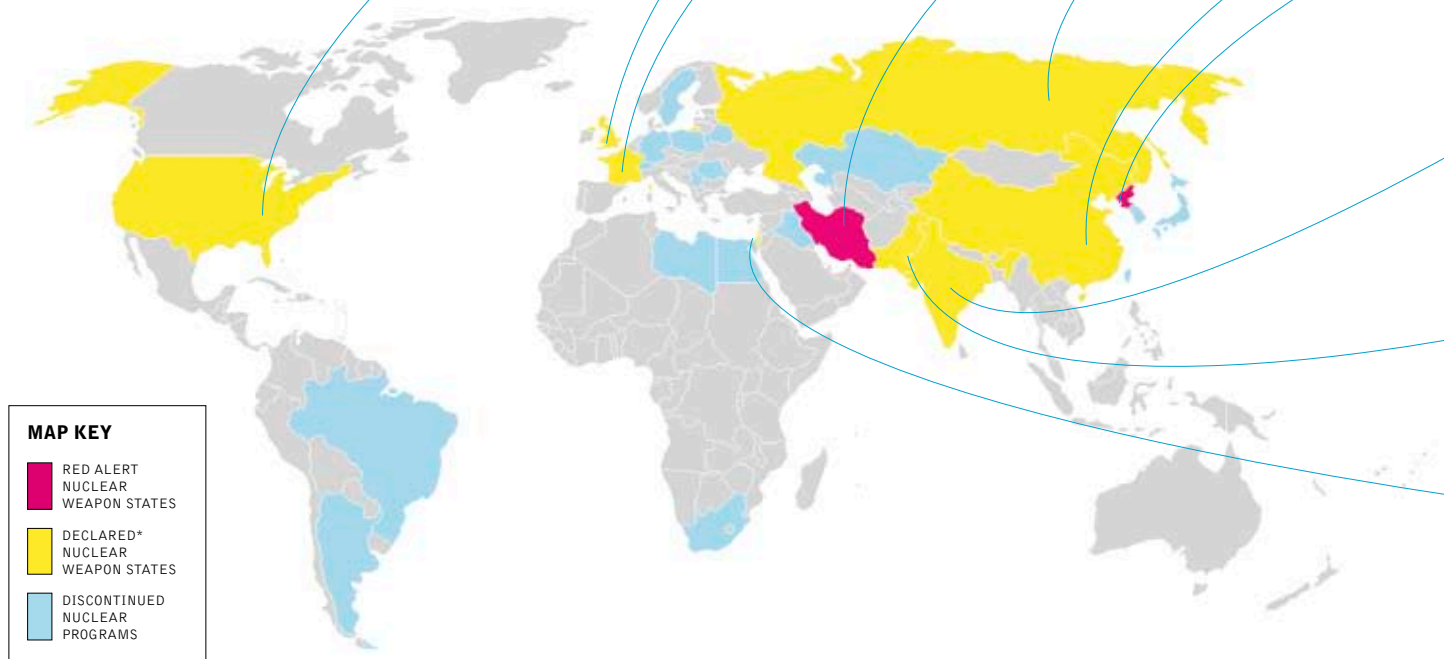 MAP KEY
RED ALERT
NUCLEAR
WEAPON STATES
DECLARED*
NUCLEAR
WEAPON STATES
DISCONTINUED
NUCLEAR
PROGRAMS